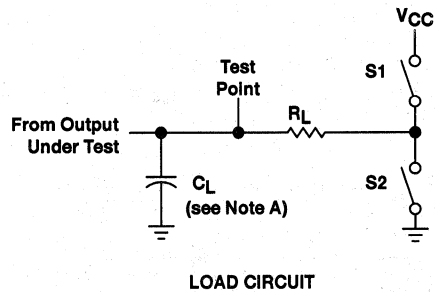 VCC
S1
Test
Point
RL
From Output
Under Test
CL
(see Note A)
S2
LOAD CIRCUIT